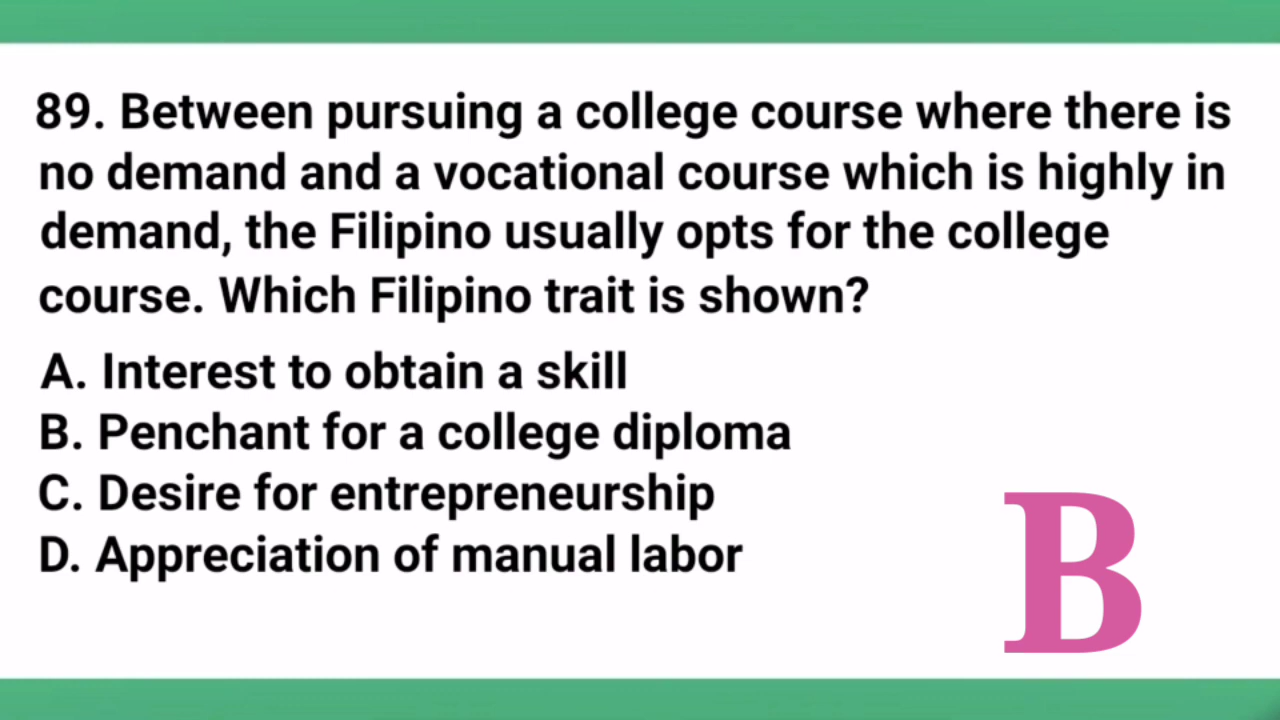 89. Between pursuing a college course where there is
no demand and a vocational course which is highly in
demand, the Filipino usually opts for the college
course. Which Filipino trait is shown?
A. Interest to obtain a skill
B. Penchant for a college diploma
C. Desire for entrepreneurship
D. Appreciation of manual labor
B